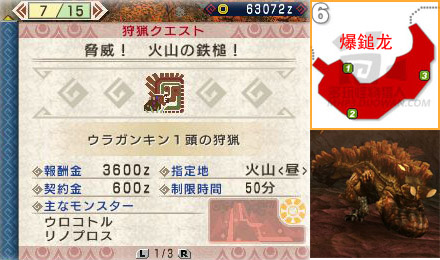 7 / 15
63072z
狩猟クエスト
脅威！ 火山の鉄槌！
ウラガンキン１頭の狩猟
報酬金 3600z
指定地 火山<昼>
契約金 600z
制限時間 50分
主なモンスター
ウロコトル
リノプロス
L 1/3 R
6
爆鎚龙
1
2
3